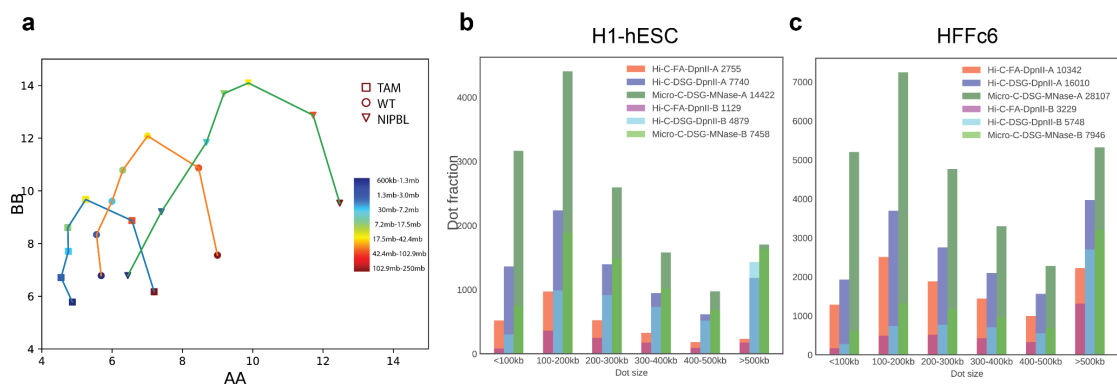 a
14
12
10
8
6
4
4
6
8
10
12
14
BB
AA
TAM
WT
NIPBL
600kb-1.3mb
1.3mb-3.0mb
30mb-7.2mb
7.2mb-17.5mb
17.5mb-42.4mb
42.4mb-102.9mb
102.9mb-250mb
b
H1-hESC
Hi-C-FA-DpnII-A 2755
Hi-C-DSG-DpnII-A 7740
Micro-C-DSG-MNase-A 14422
Hi-C-FA-DpnII-B 1129
Hi-C-DSG-DpnII-B 4879
Micro-C-DSG-MNase-B 7458
Dot fraction
4000
3000
2000
1000
0
<100kb
100-200kb
200-300kb
300-400kb
400-500kb
>500kb
Dot size
c
HFFc6
Hi-C-FA-DpnII-A 10342
Hi-C-DSG-DpnII-A 16010
Micro-C-DSG-MNase-A 28107
Hi-C-FA-DpnII-B 3229
Hi-C-DSG-DpnII-B 5748
Micro-C-DSG-MNase-B 7946
7000
6000
5000
4000
3000
2000
1000
0
<100kb
100-200kb
200-300kb
300-400kb
400-500kb
>500kb
Dot size